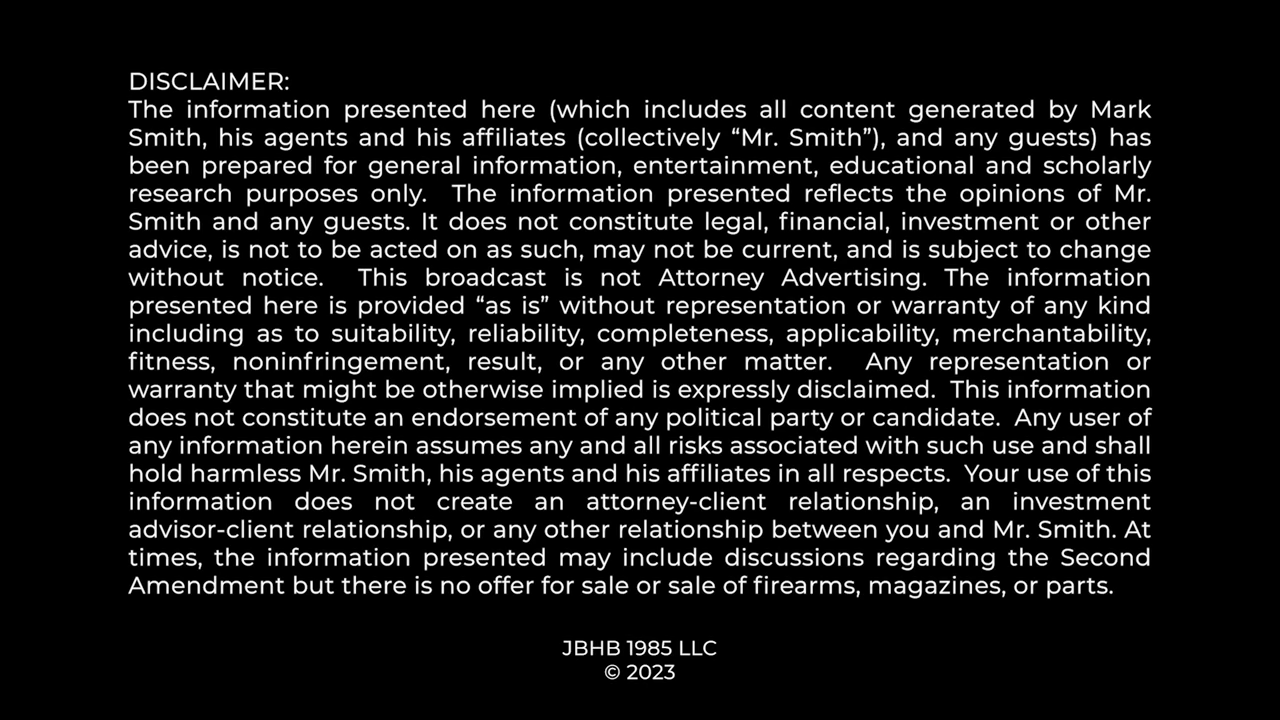 DISCLAIMER:
The information presented here (which includes all content generated by Mark
Smith, his agents and his affiliates (collectively “Mr. Smith”), and any guests) has
been prepared for general information, entertainment, educational and scholarly
research purposes only.  The information presented reflects the opinions of Mr.
Smith and any guests. It does not constitute legal, financial, investment or other
advice, is not to be acted on as such, may not be current, and is subject to change
without notice.  This broadcast is not Attorney Advertising. The information
presented here is provided “as is” without representation or warranty of any kind
including as to suitability, reliability, completeness, applicability, merchantability,
fitness, noninfringement, result, or any other matter.  Any representation or
warranty that might be otherwise implied is expressly disclaimed.  This information
does not constitute an endorsement of any political party or candidate.  Any user of
any information herein assumes any and all risks associated with such use and shall
hold harmless Mr. Smith, his agents and his affiliates in all respects.  Your use of this
information does not create an attorney-client relationship, an investment
advisor-client relationship, or any other relationship between you and Mr. Smith. At
times, the information presented may include discussions regarding the Second
Amendment but there is no offer for sale or sale of firearms, magazines, or parts.
JBHB 1985 LLC
© 2023